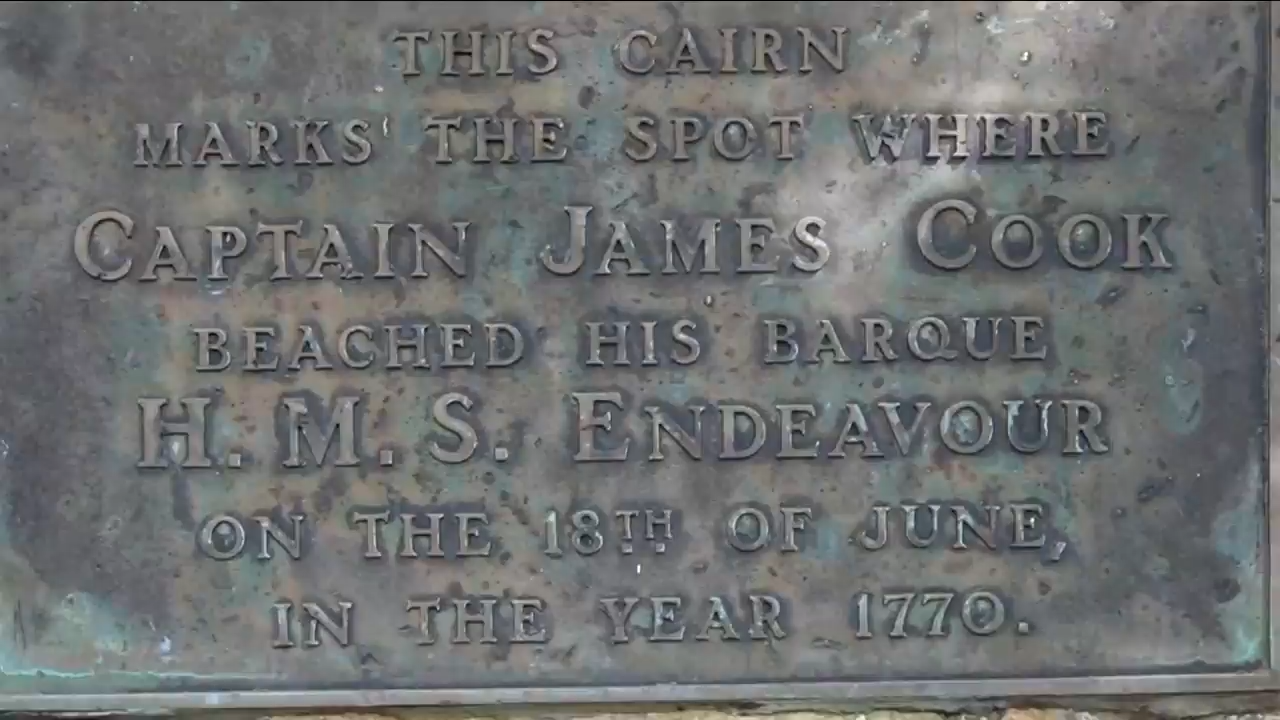 THIS CAIRN
MARKS THE SPOT WHERE
CAPTAIN JAMES COOK
BEACHED HIS BARQUE
H.M.S. ENDEAVOUR
ON THE 18TH OF JUNE,
IN THE YEAR 1770.